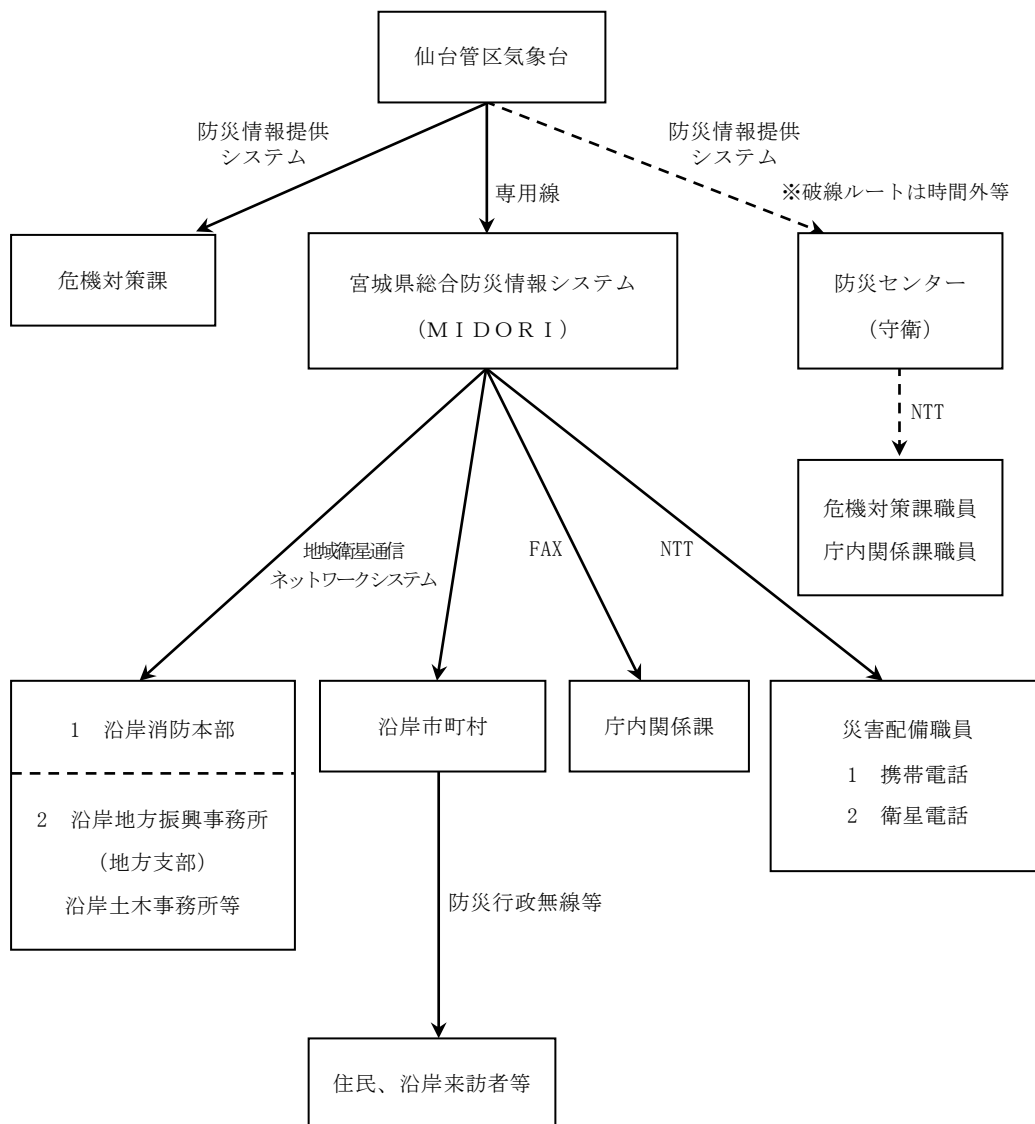 仙台管区気象台
防災情報提供
システム
防災情報提供
システム
専用線
※破線ルートは時間外等
危機対策課
宮城県総合防災情報システム
(ＭＩＤＯＲＩ)
防災センター
(守衛)
NTT
危機対策課職員
庁内関係課職員
地域衛星通信
ネットワークシステム
FAX
NTT
1　沿岸消防本部
2　沿岸地方振興事務所
(地方支部)
沿岸土木事務所等
沿岸市町村
庁内関係課
災害配備職員
1　携帯電話
2　衛星電話
防災行政無線等
住民、沿岸来訪者等